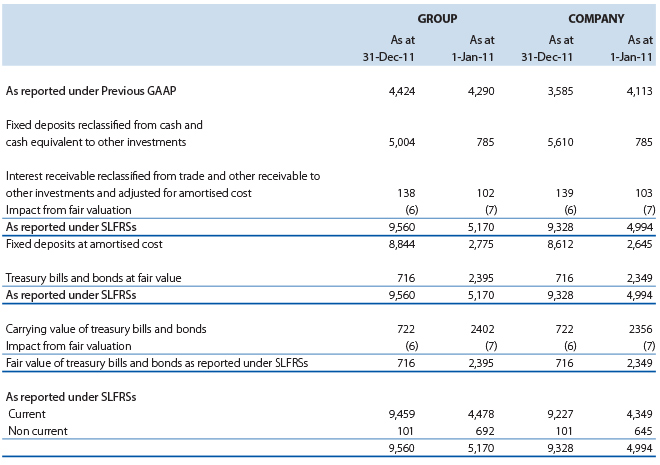 GROUP COMPANY
As at As at As at As at
31-Dec-11 1-Jan-11 31-Dec-11 1-Jan-11
As reported under Previous GAAP 4,424 4,290 3,585 4,113
Fixed deposits reclassified from cash and
cash equivalent to other investments 5,004 785 5,610 785
Interest receivable reclassified from trade and other receivable to
other investments and adjusted for amortised cost 138 102 139 103
Impact from fair valuation (6) (7) (6) (7)
As reported under SLFRSs 9,560 5,170 9,328 4,994
Fixed deposits at amortised cost 8,844 2,775 8,612 2,645
Treasury bills and bonds at fair value 716 2,395 716 2,349
As reported under SLFRSs 9,560 5,170 9,328 4,994
Carrying value of treasury bills and bonds 722 2402 722 2356
Impact from fair valuation (6) (7) (6) (7)
Fair value of treasury bills and bonds as reported under SLFRSs 716 2,395 716 2,349
As reported under SLFRSs
Current 9,459 4,478 9,227 4,349
Non current 101 692 101 645
9,560 5,170 9,328 4,994